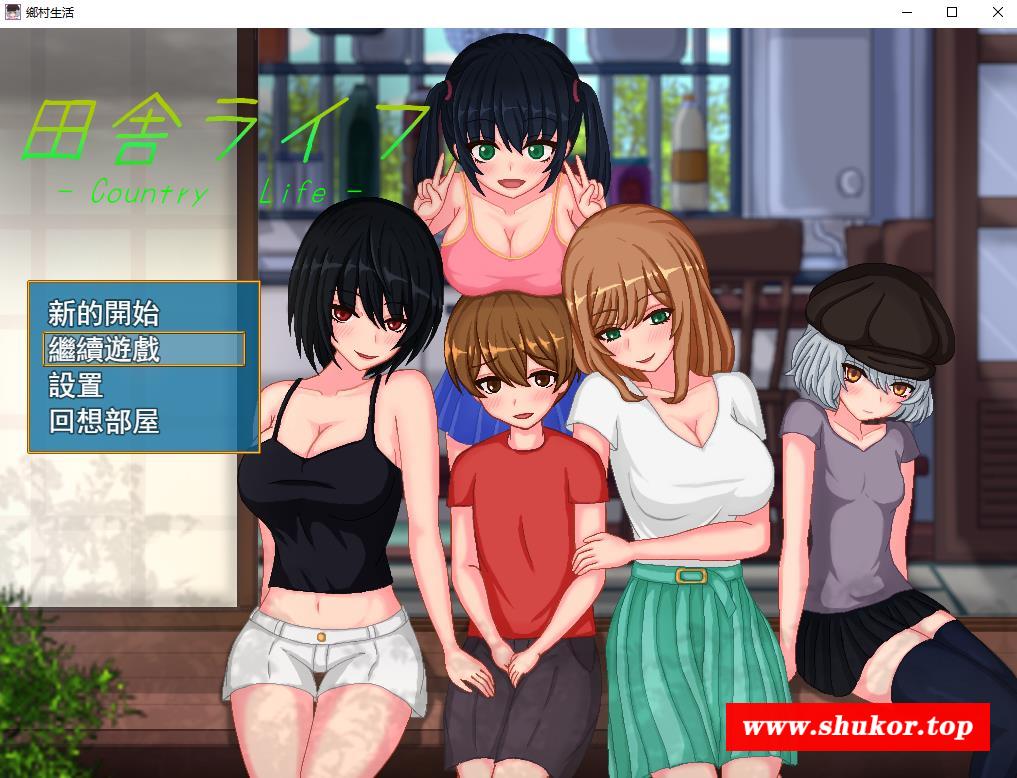 鄉村生活
田舎ライフ
- Country Life -
新的開始
繼續遊戲
設置
回想部屋
www.shukor.top